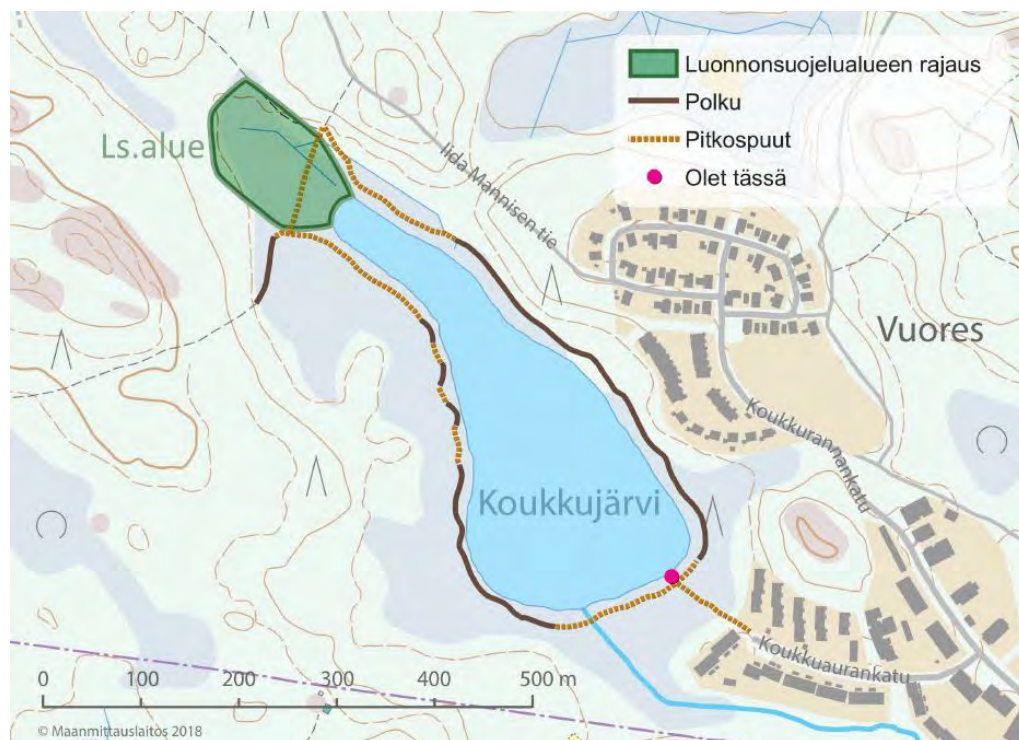 Luonnonsuojelualueen rajaus
Polku
Pitkospuut
Olet tässä
Ls.alue
Iida Mannisen tie
Vuores
Koukkurannankatu
Koukkujärvi
Koukkuaurankatu
0 100 200 300 400 500 m
© Maanmittauslaitos 2018